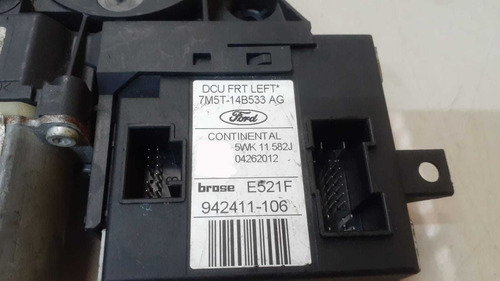 DCU FRT LEFT*
7M5T-14B533 AG
Ford
CONTINENTAL
5WK 11 582J
04262012
brose E521F
942411-106